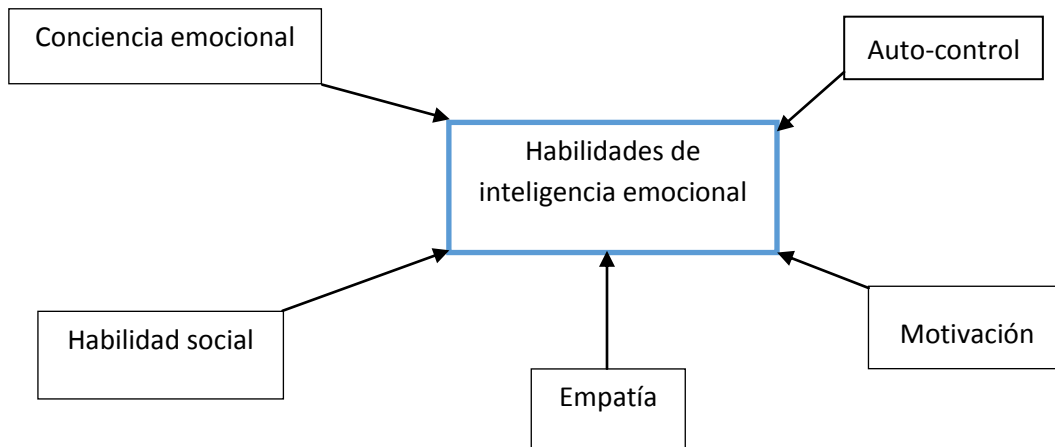 Conciencia emocional
Auto-control
Habilidades de
inteligencia emocional
Habilidad social
Motivación
Empatía